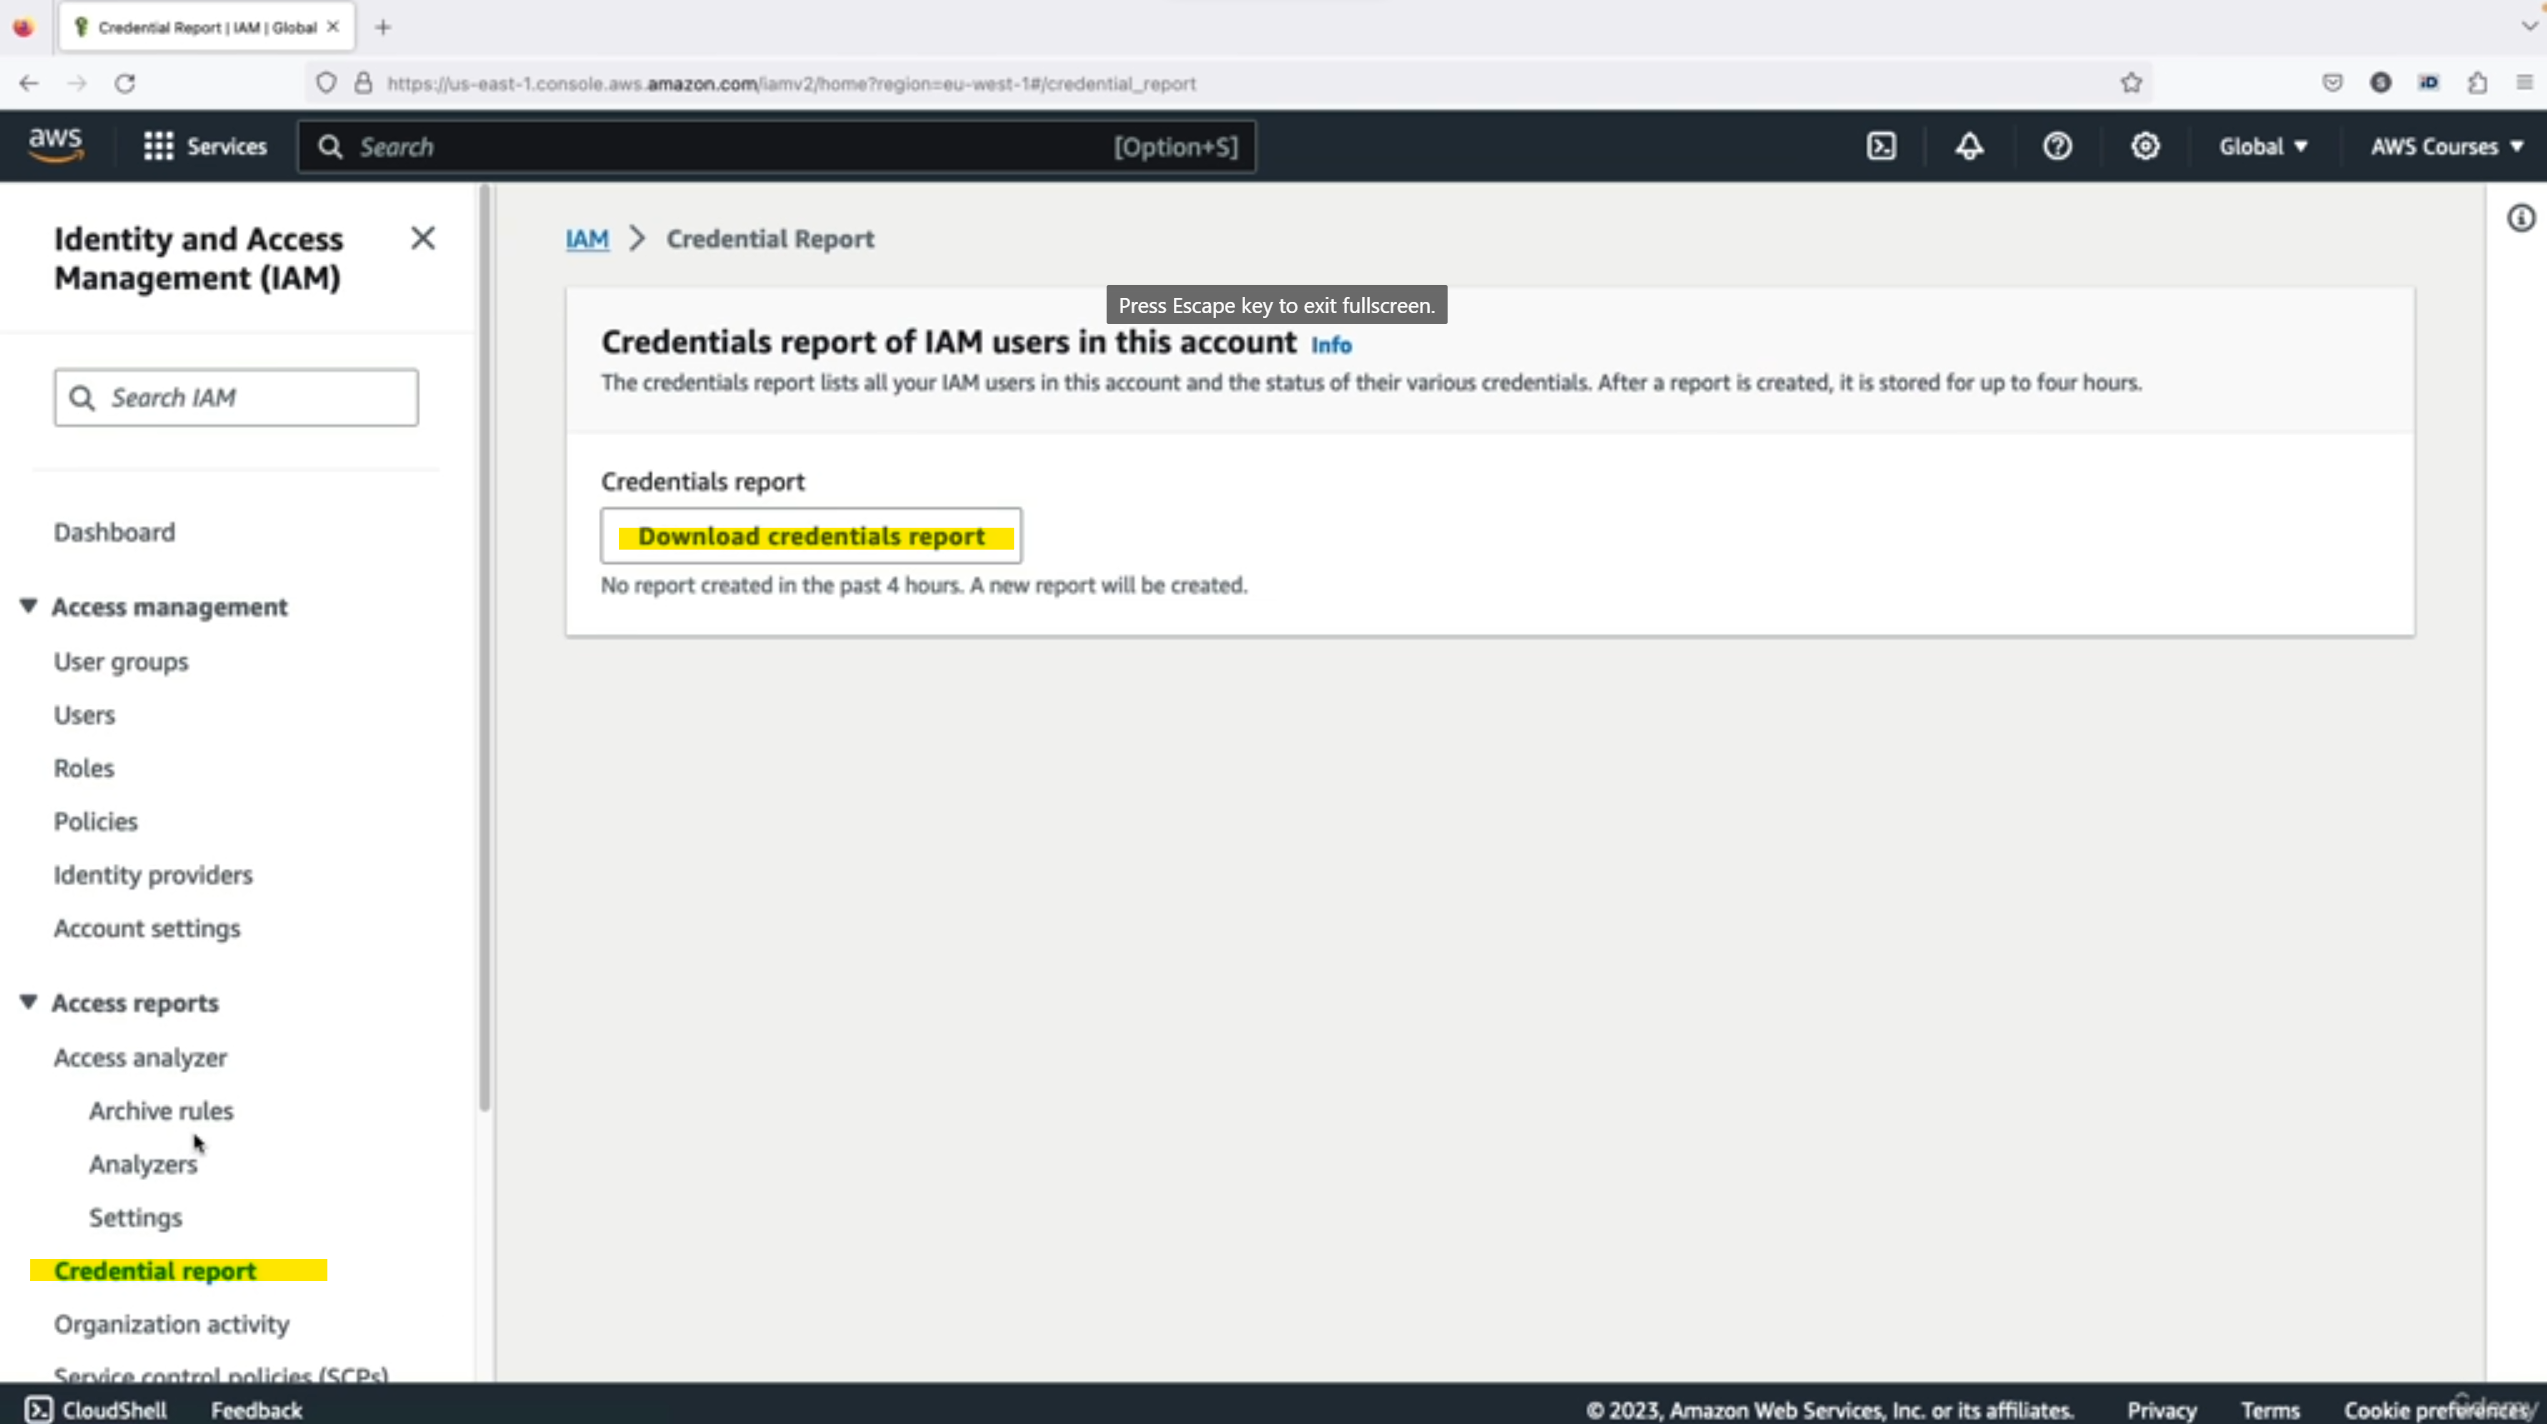 Credential Report | IAM | Global
https://us-east-1.console.aws.amazon.com/iamv2/home?region=eu-west-1#/credential_report
aws
Services
Search
[Option+S]
Global
AWS Courses
Identity and Access
Management (IAM)
Search IAM
Dashboard
Access management
User groups
Users
Roles
Policies
Identity providers
Account settings
Access reports
Access analyzer
Archive rules
Analyzers
Settings
Credential report
Organization activity
Service control policies (SCPs)
IAM > Credential Report
Press Escape key to exit fullscreen.
Credentials report of IAM users in this account Info
The credentials report lists all your IAM users in this account and the status of their various credentials. After a report is created, it is stored for up to four hours.
Credentials report
Download credentials report
No report created in the past 4 hours. A new report will be created.
CloudShell
Feedback
© 2023, Amazon Web Services, Inc. or its affiliates.
Privacy
Terms
Cookie preferences